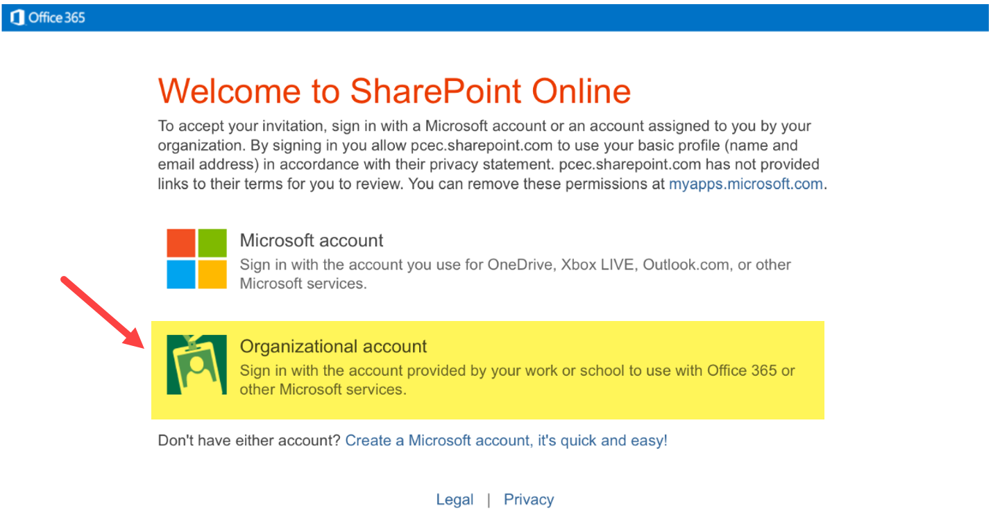 Office 365
Welcome to SharePoint Online
To accept your invitation, sign in with a Microsoft account or an account assigned to you by your
organization. By signing in you allow pcec.sharepoint.com to use your basic profile (name and
email address) in accordance with their privacy statement. pcec.sharepoint.com has not provided
links to their terms for you to review. You can remove these permissions at myapps.microsoft.com.
Microsoft account
Sign in with the account you use for OneDrive, Xbox LIVE, Outlook.com, or other
Microsoft services.
Organizational account
Sign in with the account provided by your work or school to use with Office 365 or
other Microsoft services.
Don't have either account? Create a Microsoft account, it's quick and easy!
Legal | Privacy